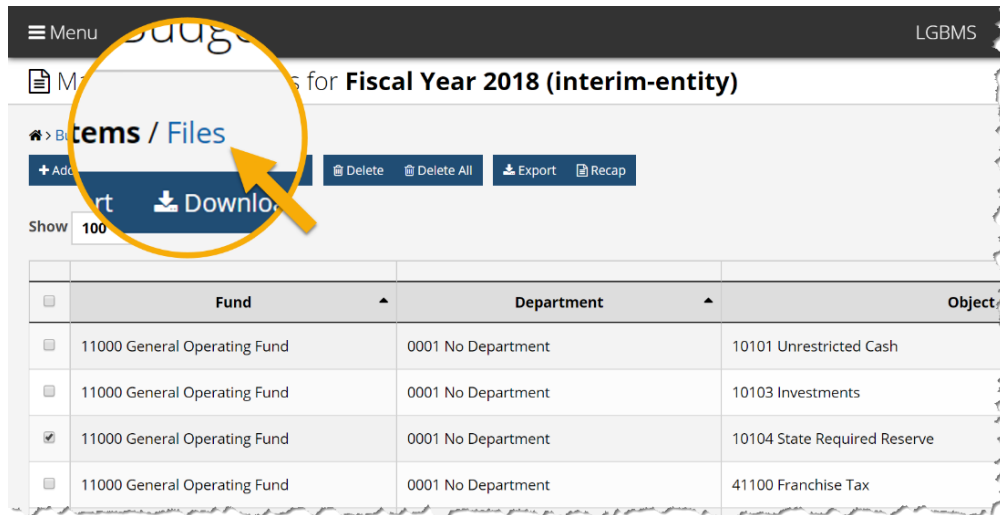 Menu
LGBMS
for Fiscal Year 2018 (interim-entity)
tems / Files
Delete Delete All Export Recap
Show 100
Fund Department Object
11000 General Operating Fund 0001 No Department 10101 Unrestricted Cash
11000 General Operating Fund 0001 No Department 10103 Investments
11000 General Operating Fund 0001 No Department 10104 State Required Reserve
11000 General Operating Fund 0001 No Department 41100 Franchise Tax